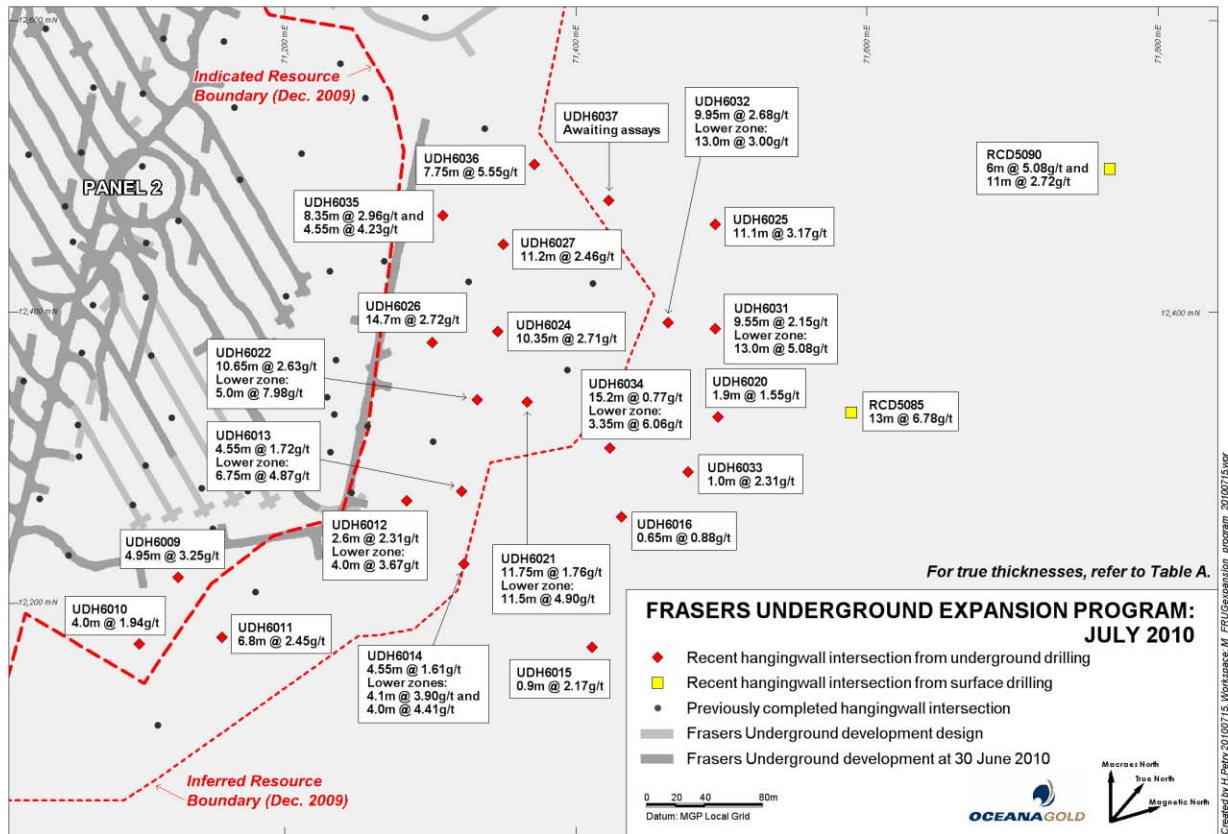 12,600 mN
71,200 mE
71,400 mE
71,600 mE
71,800 mE
Indicated Resource
Boundary (Dec. 2009)
PANEL 2
UDH6037
Awaiting assays
UDH6032
9.95m @ 2.68g/t
Lower zone:
13.0m @ 3.00g/t
RCD5090
6m @ 5.08g/t and
11m @ 2.72g/t
UDH6036
7.75m @ 5.55g/t
UDH6035
8.35m @ 2.96g/t and
4.55m @ 4.23g/t
UDH6025
11.1m @ 3.17g/t
UDH6027
11.2m @ 2.46g/t
12,400 mN
12,400 mN
UDH6026
14.7m @ 2.72g/t
UDH6024
10.35m @ 2.71g/t
UDH6031
9.55m @ 2.15g/t
Lower zone:
13.0m @ 5.08g/t
UDH6022
10.65m @ 2.63g/t
Lower zone:
5.0m @ 7.98g/t
UDH6034
15.2m @ 0.77g/t
Lower zone:
3.35m @ 6.06g/t
UDH6020
1.9m @ 1.55g/t
RCD5085
13m @ 6.78g/t
UDH6013
4.55m @ 1.72g/t
Lower zone:
6.75m @ 4.87g/t
UDH6033
1.0m @ 2.31g/t
UDH6012
2.6m @ 2.31g/t
Lower zone:
4.0m @ 3.67g/t
UDH6016
0.65m @ 0.88g/t
UDH6009
4.95m @ 3.25g/t
UDH6021
11.75m @ 1.76g/t
Lower zone:
11.5m @ 4.90g/t
12,200 mN
UDH6010
4.0m @ 1.94g/t
UDH6011
6.8m @ 2.45g/t
UDH6014
4.55m @ 1.61g/t
Lower zones:
4.1m @ 3.90g/t and
4.0m @ 4.41g/t
UDH6015
0.9m @ 2.17g/t
Inferred Resource
Boundary (Dec. 2009)
For true thicknesses, refer to Table A.
FRASERS UNDERGROUND EXPANSION PROGRAM:
JULY 2010
Recent hangingwall intersection from underground drilling
Recent hangingwall intersection from surface drilling
Previously completed hangingwall intersection
Frasers Underground development design
Frasers Underground development at 30 June 2010
0 20 40 80m
Datum: MGP Local Grid
OCEANAGOLD
Macraes North
True North
Magnetic North
Created by H.Petry 20100715. Workspace: M_FRUGexpansion_program_20100715.wor